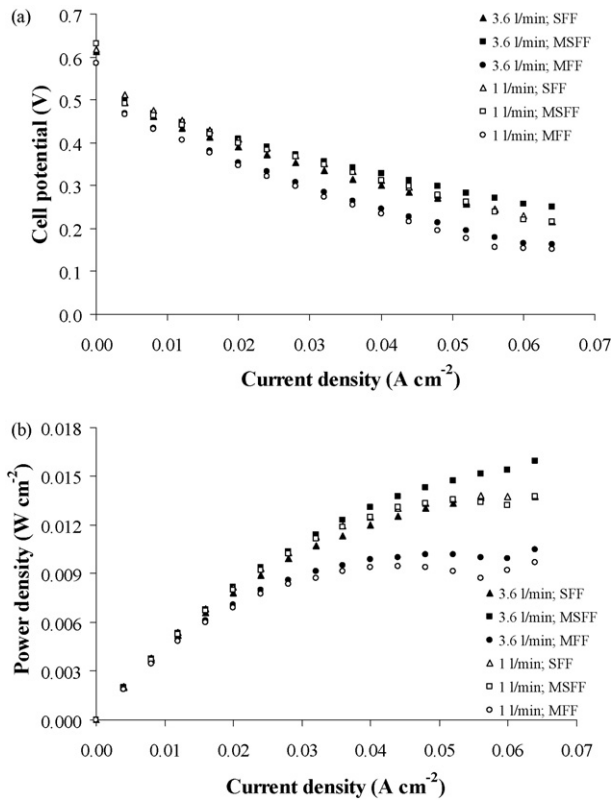 (a)
0.7
0.6
0.5
0.4
0.3
0.2
0.1
0.0
Cell potential (V)
3.6 l/min; SFF
3.6 l/min; MSFF
3.6 l/min; MFF
1 l/min; SFF
1 l/min; MSFF
1 l/min; MFF
0.00 0.01 0.02 0.03 0.04 0.05 0.06 0.07
Current density (A cm⁻²)
(b)
0.018
0.015
0.012
0.009
0.006
0.003
0.000
Power density (W cm⁻²)
3.6 l/min; SFF
3.6 l/min; MSFF
3.6 l/min; MFF
1 l/min; SFF
1 l/min; MSFF
1 l/min; MFF
0.00 0.01 0.02 0.03 0.04 0.05 0.06 0.07
Current density (A cm⁻²)